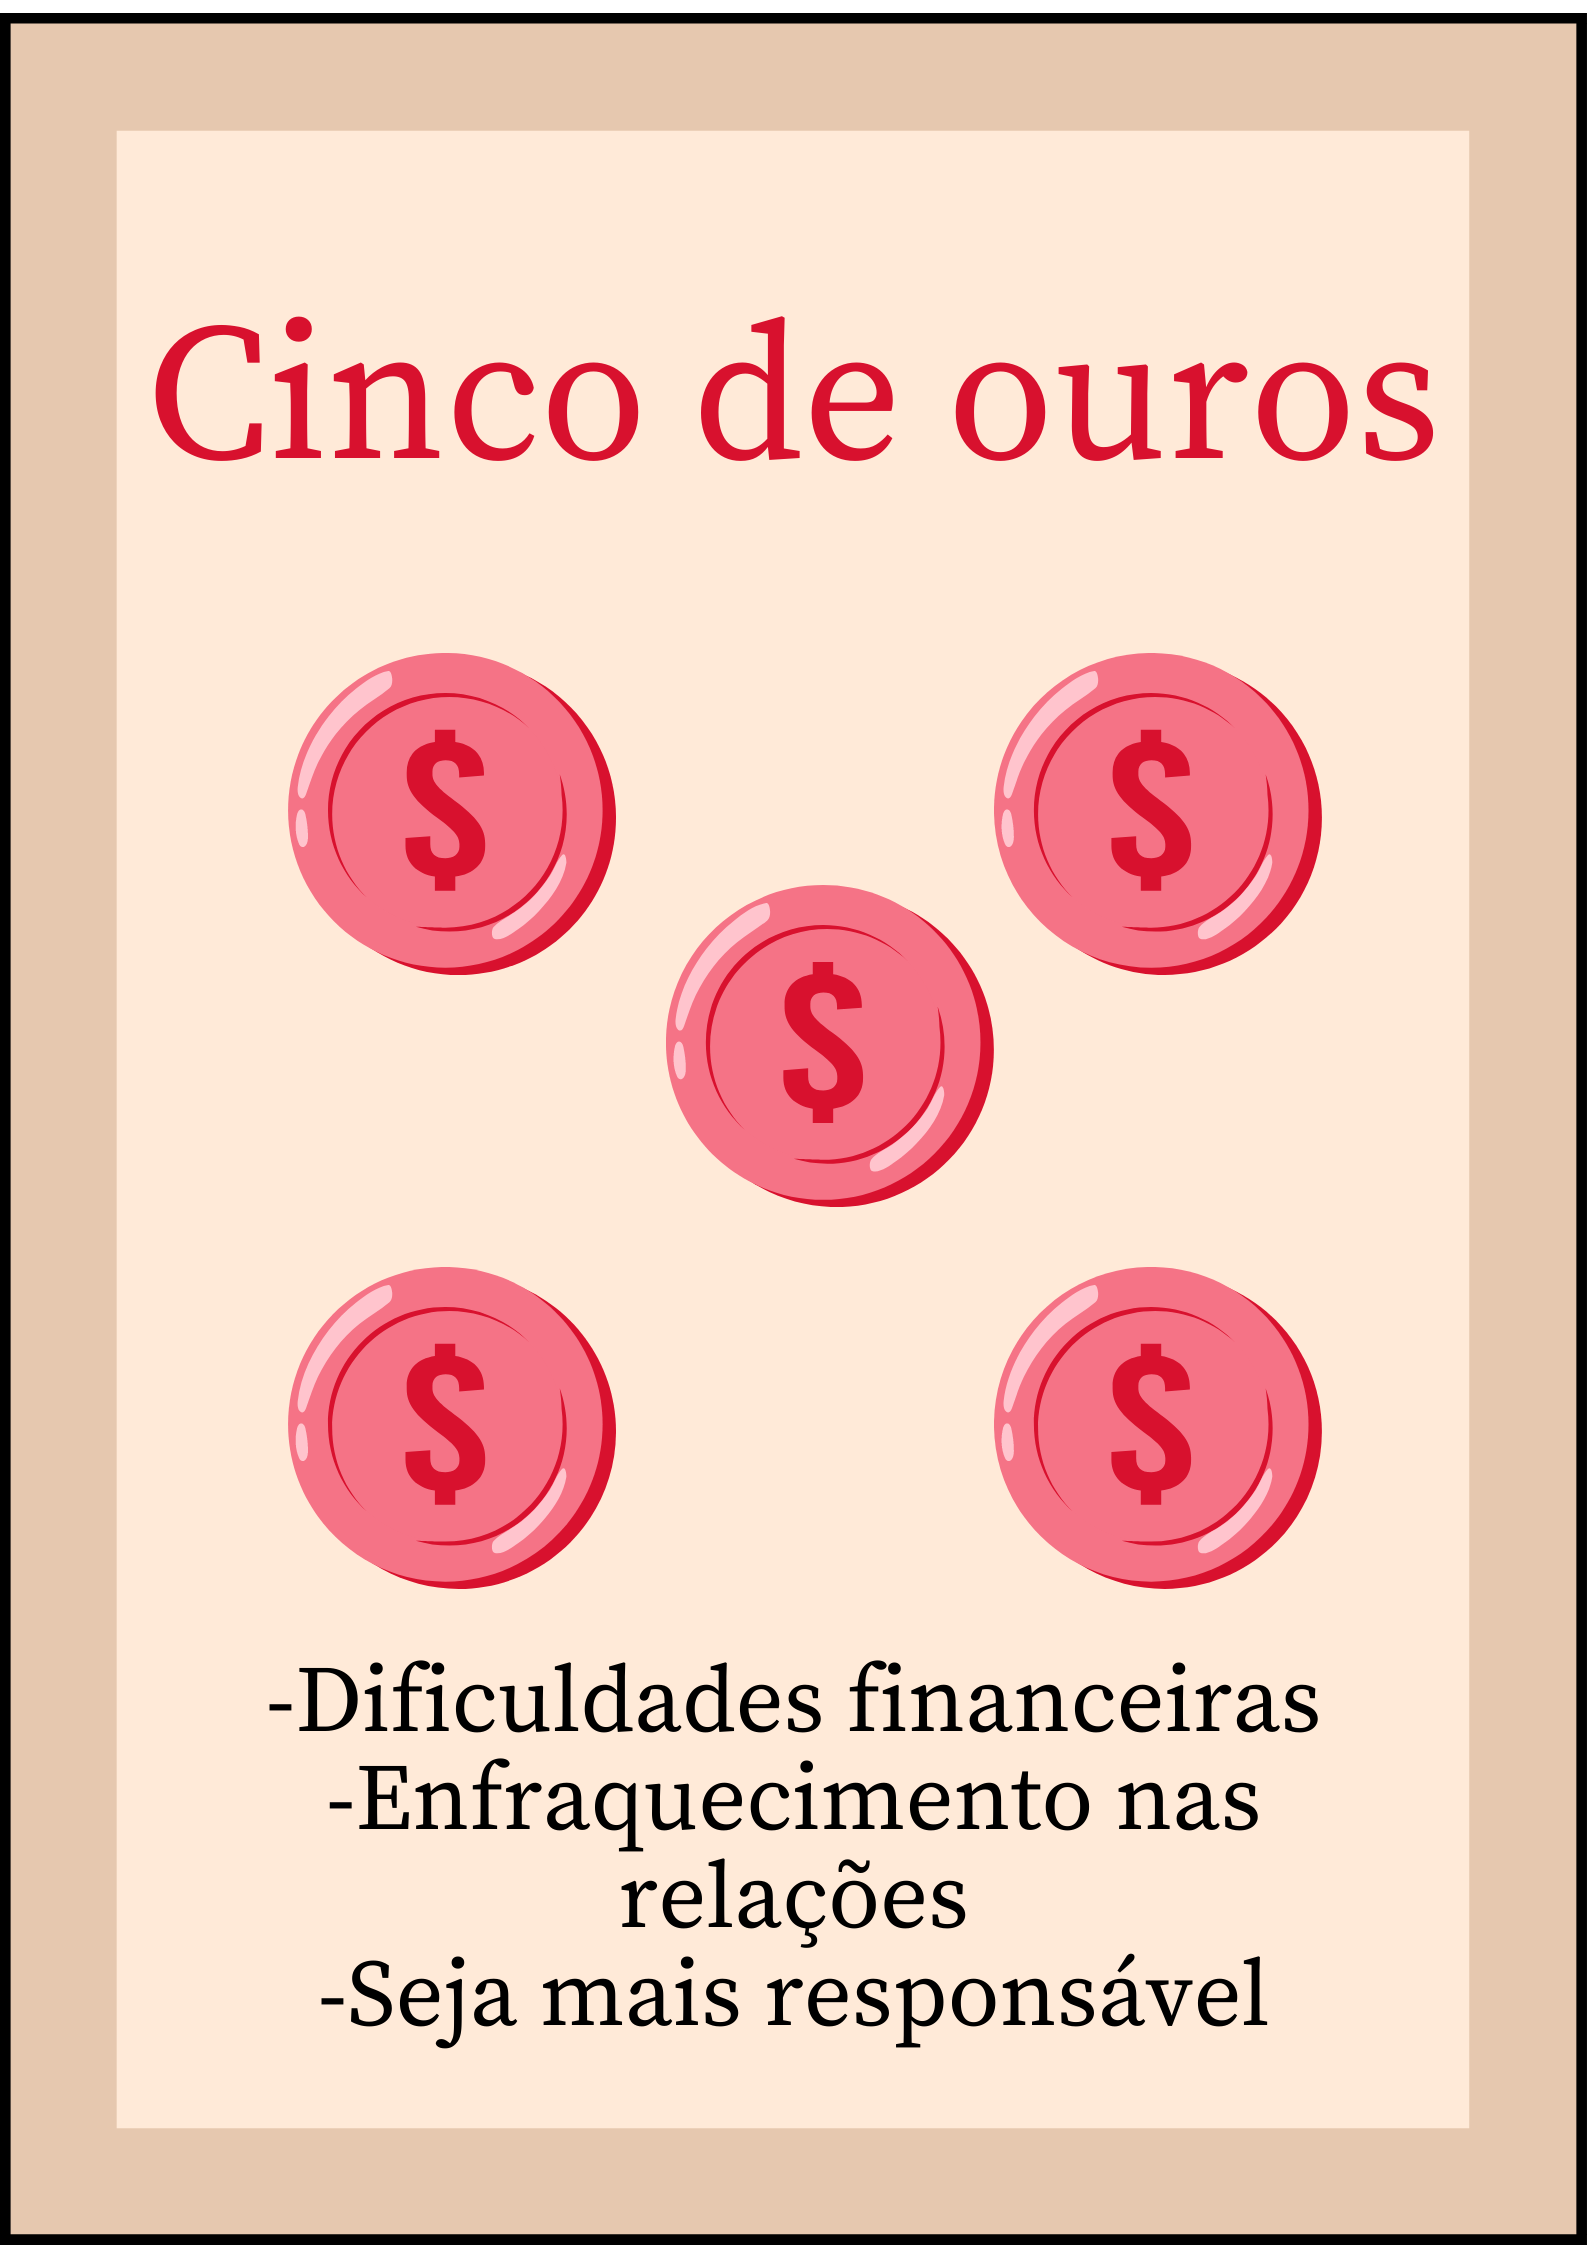 Cinco de ouros
$
$
$
$
$
-Dificuldades financeiras
-Enfraquecimento nas
relações
-Seja mais responsável